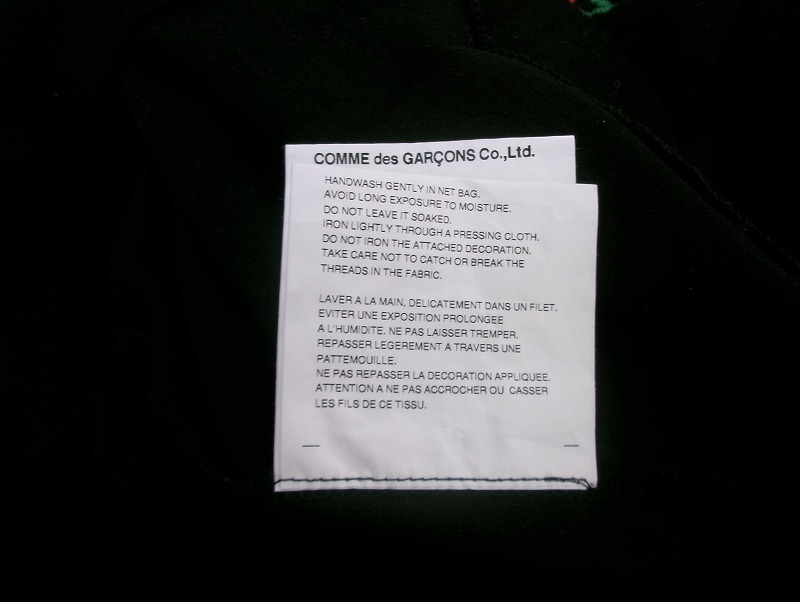 COMME des GARÇONS Co.,Ltd.
HANDWASH GENTLY IN NET BAG.
AVOID LONG EXPOSURE TO MOISTURE.
DO NOT LEAVE IT SOAKED.
IRON LIGHTLY THROUGH A PRESSING CLOTH.
DO NOT IRON THE ATTACHED DECORATION.
TAKE CARE NOT TO CATCH OR BREAK THE
THREADS IN THE FABRIC.
LAVER A LA MAIN, DELICATEMENT DANS UN FILET.
EVITER UNE EXPOSITION PROLONGEE
A L'HUMIDITE. NE PAS LAISSER TREMPER.
REPASSER LEGEREMENT A TRAVERS UNE
PATTEMOUILLE.
NE PAS REPASSER LA DECORATION APPLIQUEE.
ATTENTION A NE PAS ACCROCHER OU CASSER
LES FILS DE CE TISSU.